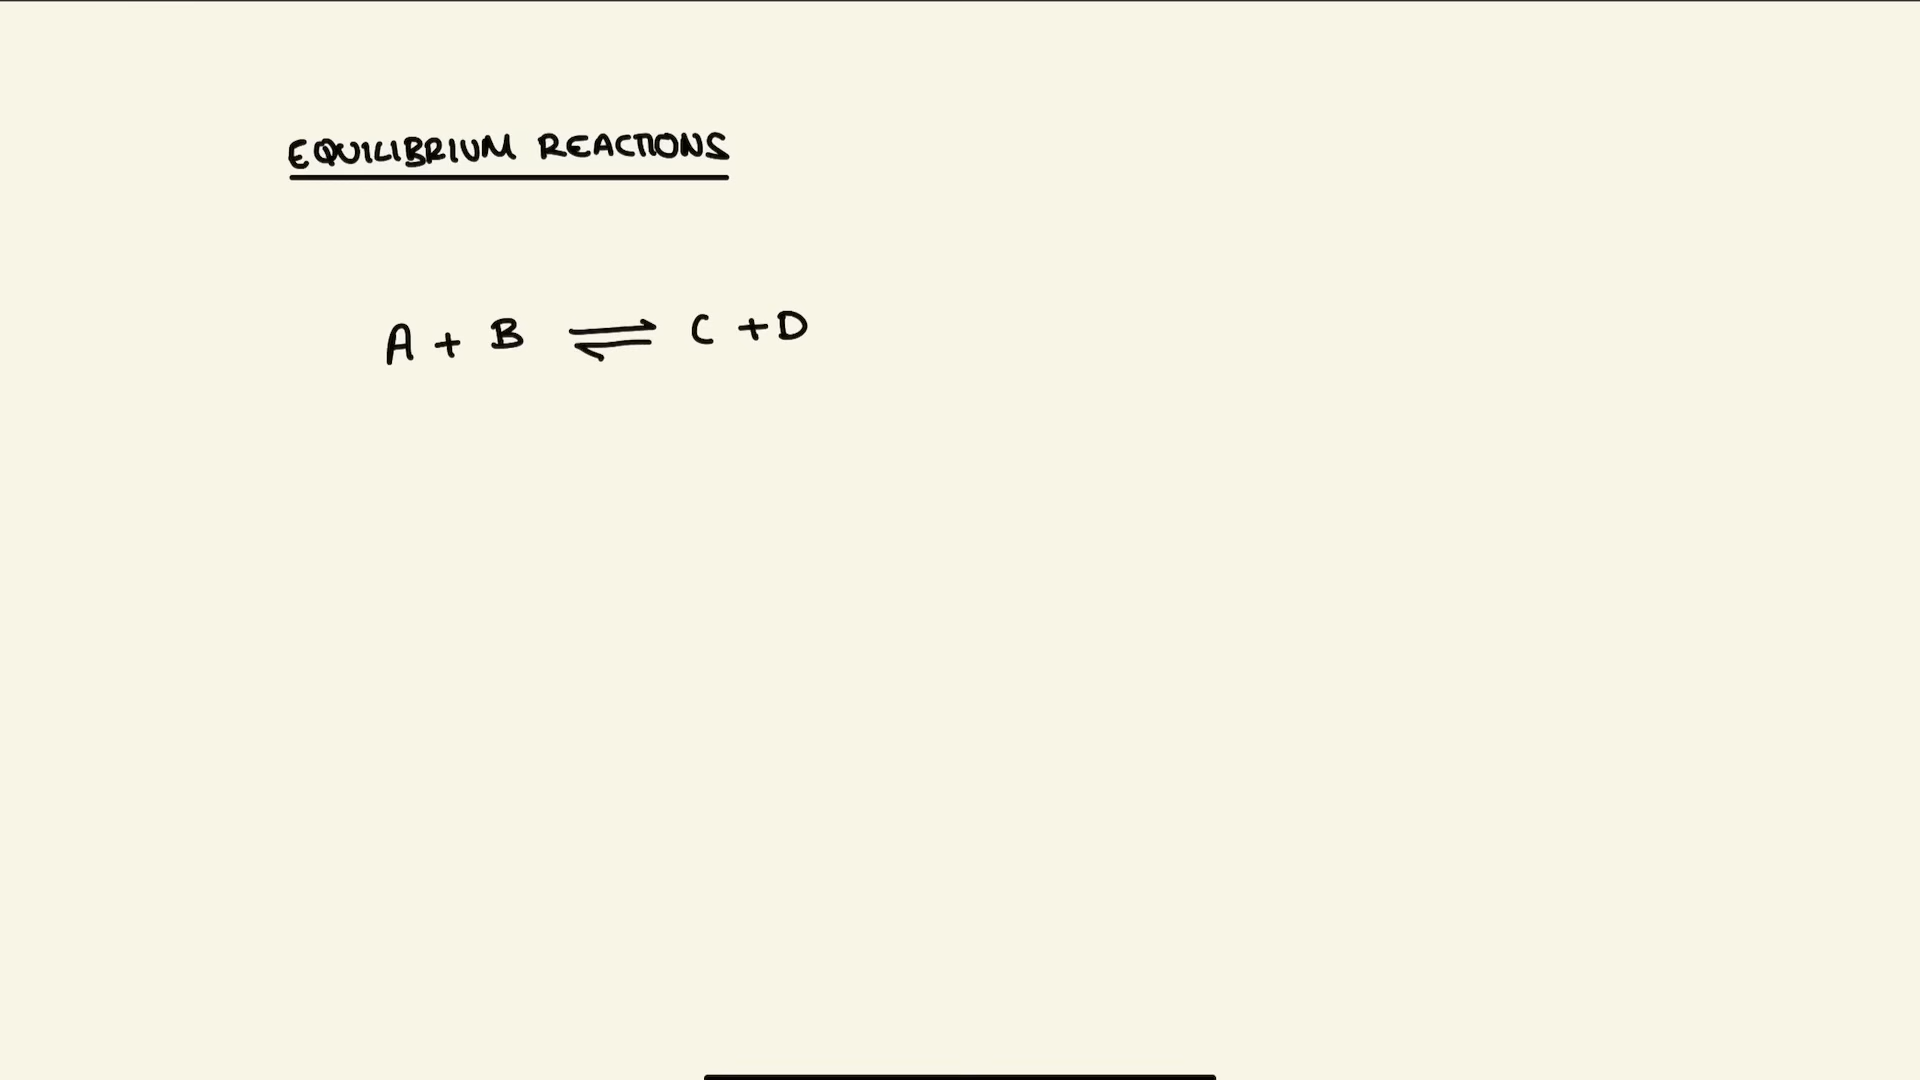 EQUILIBRIUM REACTIONS
A + B ⇌ C + D